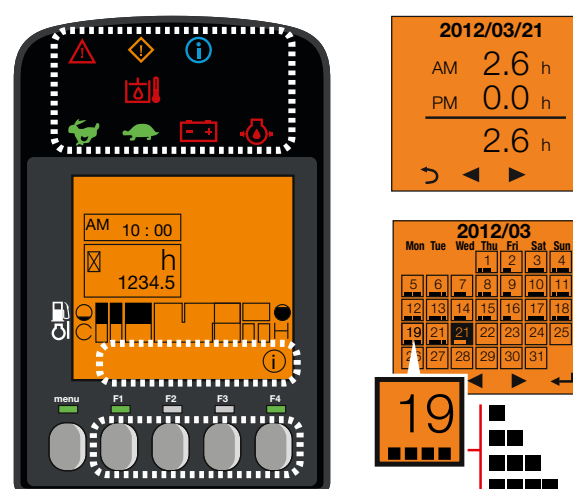 AM 10 : 00
h
1234.5
C H
i
menu F1 F2 F3 F4
2012/03/21
AM 2.6 h
PM 0.0 h
2.6 h
2012/03
Mon Tue Wed Thu Fri Sat Sun
1 2 3 4
5 6 7 8 9 10 11
12 13 14 15 16 17 18
19 21 21 22 23 24 25
26 27 28 29 30 31
19